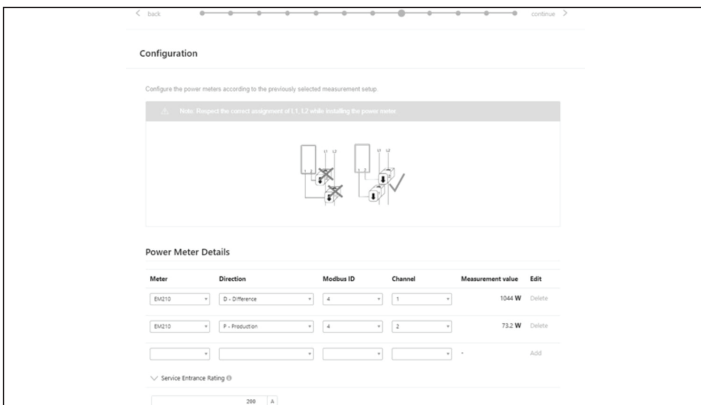 < back continue >
Configuration
Configure the power meters according to the previously selected measurement setup.
Note: Respect the correct assignment of L1, L2 while installing the power meter
Power Meter Details
Meter Direction Modbus ID Channel Measurement value Edit
EM210 D - Difference 4 1 1044 W Delete
EM210 P - Production 4 2 73.2 W Delete
- Add
Service Entrance Rating
200 A